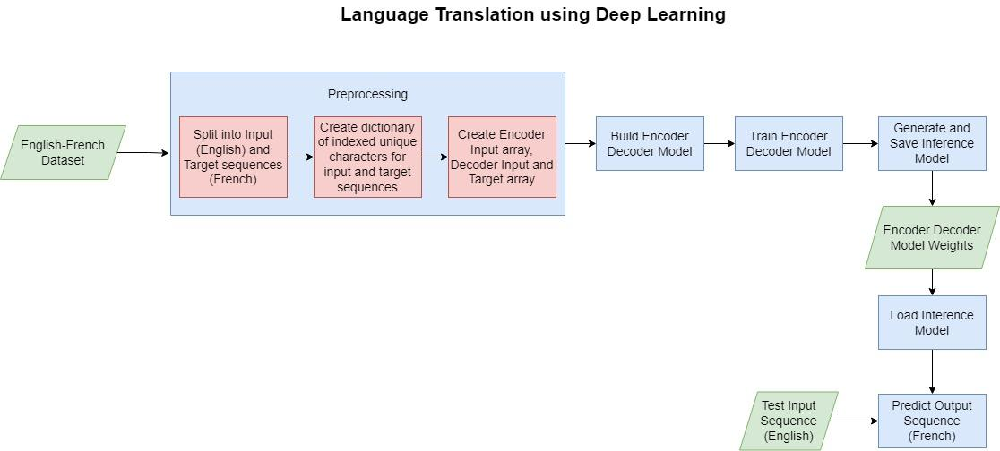 Language Translation using Deep Learning
Preprocessing
English-French
Dataset
Split into Input
(English) and
Target sequences
(French)
Create dictionary
of indexed unique
characters for
input and target
sequences
Create Encoder
Input array,
Decoder Input and
Target array
Build Encoder
Decoder Model
Train Encoder
Decoder Model
Generate and
Save Inference
Model
Encoder Decoder
Model Weights
Load Inference
Model
Test Input
Sequence
(English)
Predict Output
Sequence
(French)